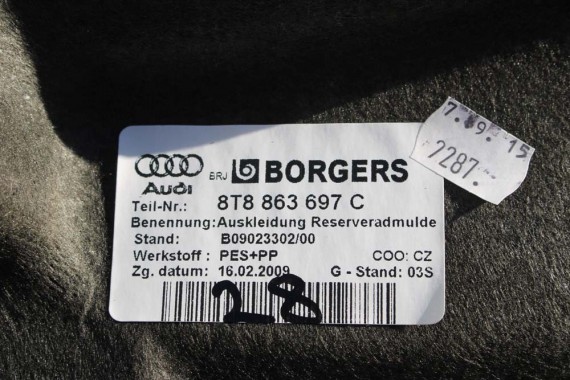 Audi
BRJ BORGERS
Teil-Nr.: 8T8 863 697 C
Benennung: Auskleidung Reserveradmulde
Stand: B09023302/00
Werkstoff : PES+PP COO: CZ
Zg. datum: 16.02.2009 G - Stand: 03S
28
2287.-